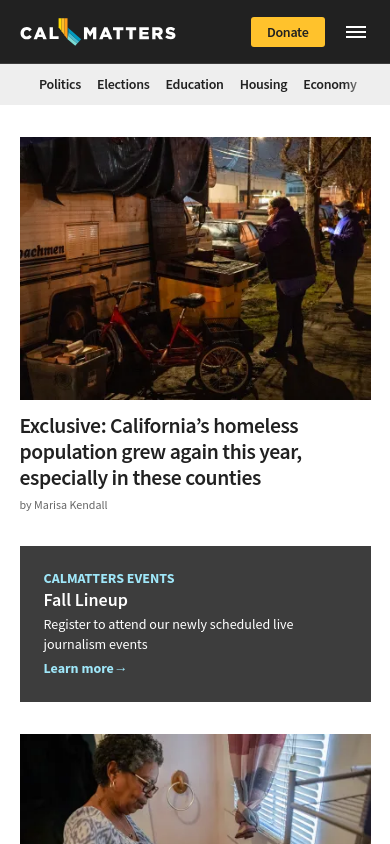 CAL MATTERS
Donate
Politics Elections Education Housing Economy
oachmen
Exclusive: California’s homeless
population grew again this year,
especially in these counties
by Marisa Kendall
CALMATTERS EVENTS
Fall Lineup
Register to attend our newly scheduled live
journalism events
Learn more→